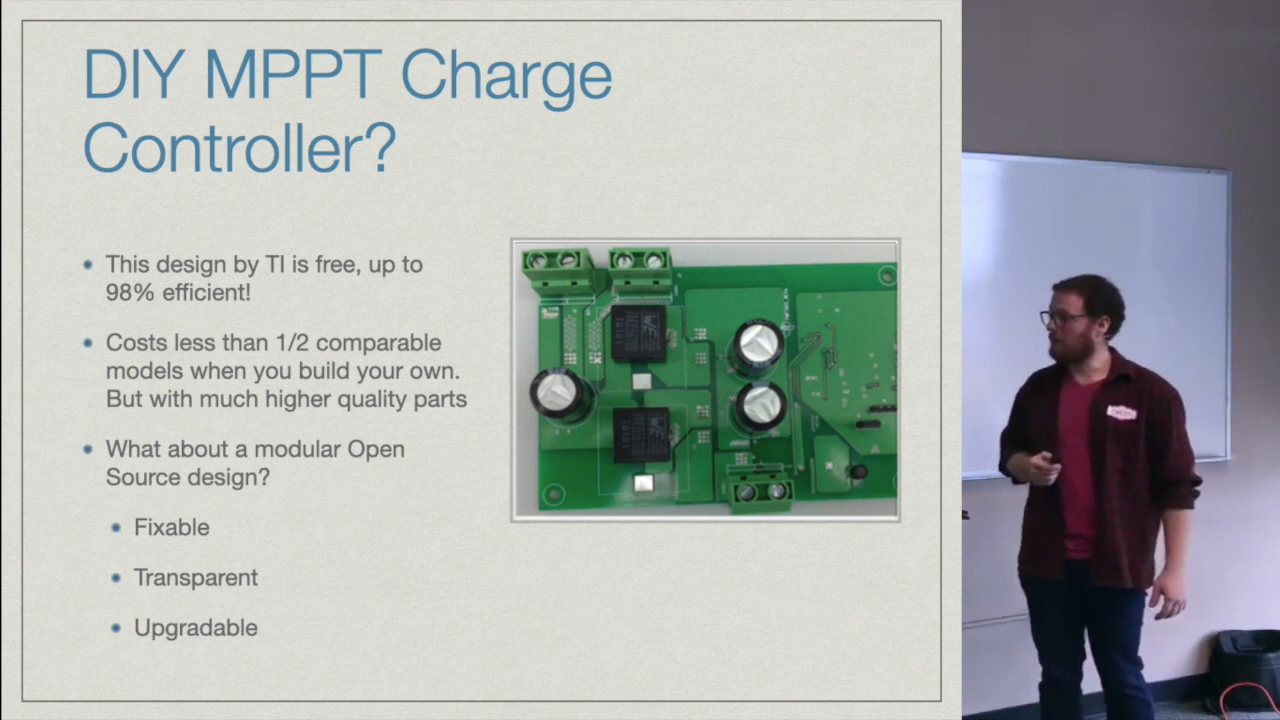 DIY MPPT Charge
Controller?
This design by TI is free, up to
98% efficient!
Costs less than 1/2 comparable
models when you build your own.
But with much higher quality parts
What about a modular Open
Source design?
Fixable
Transparent
Upgradable